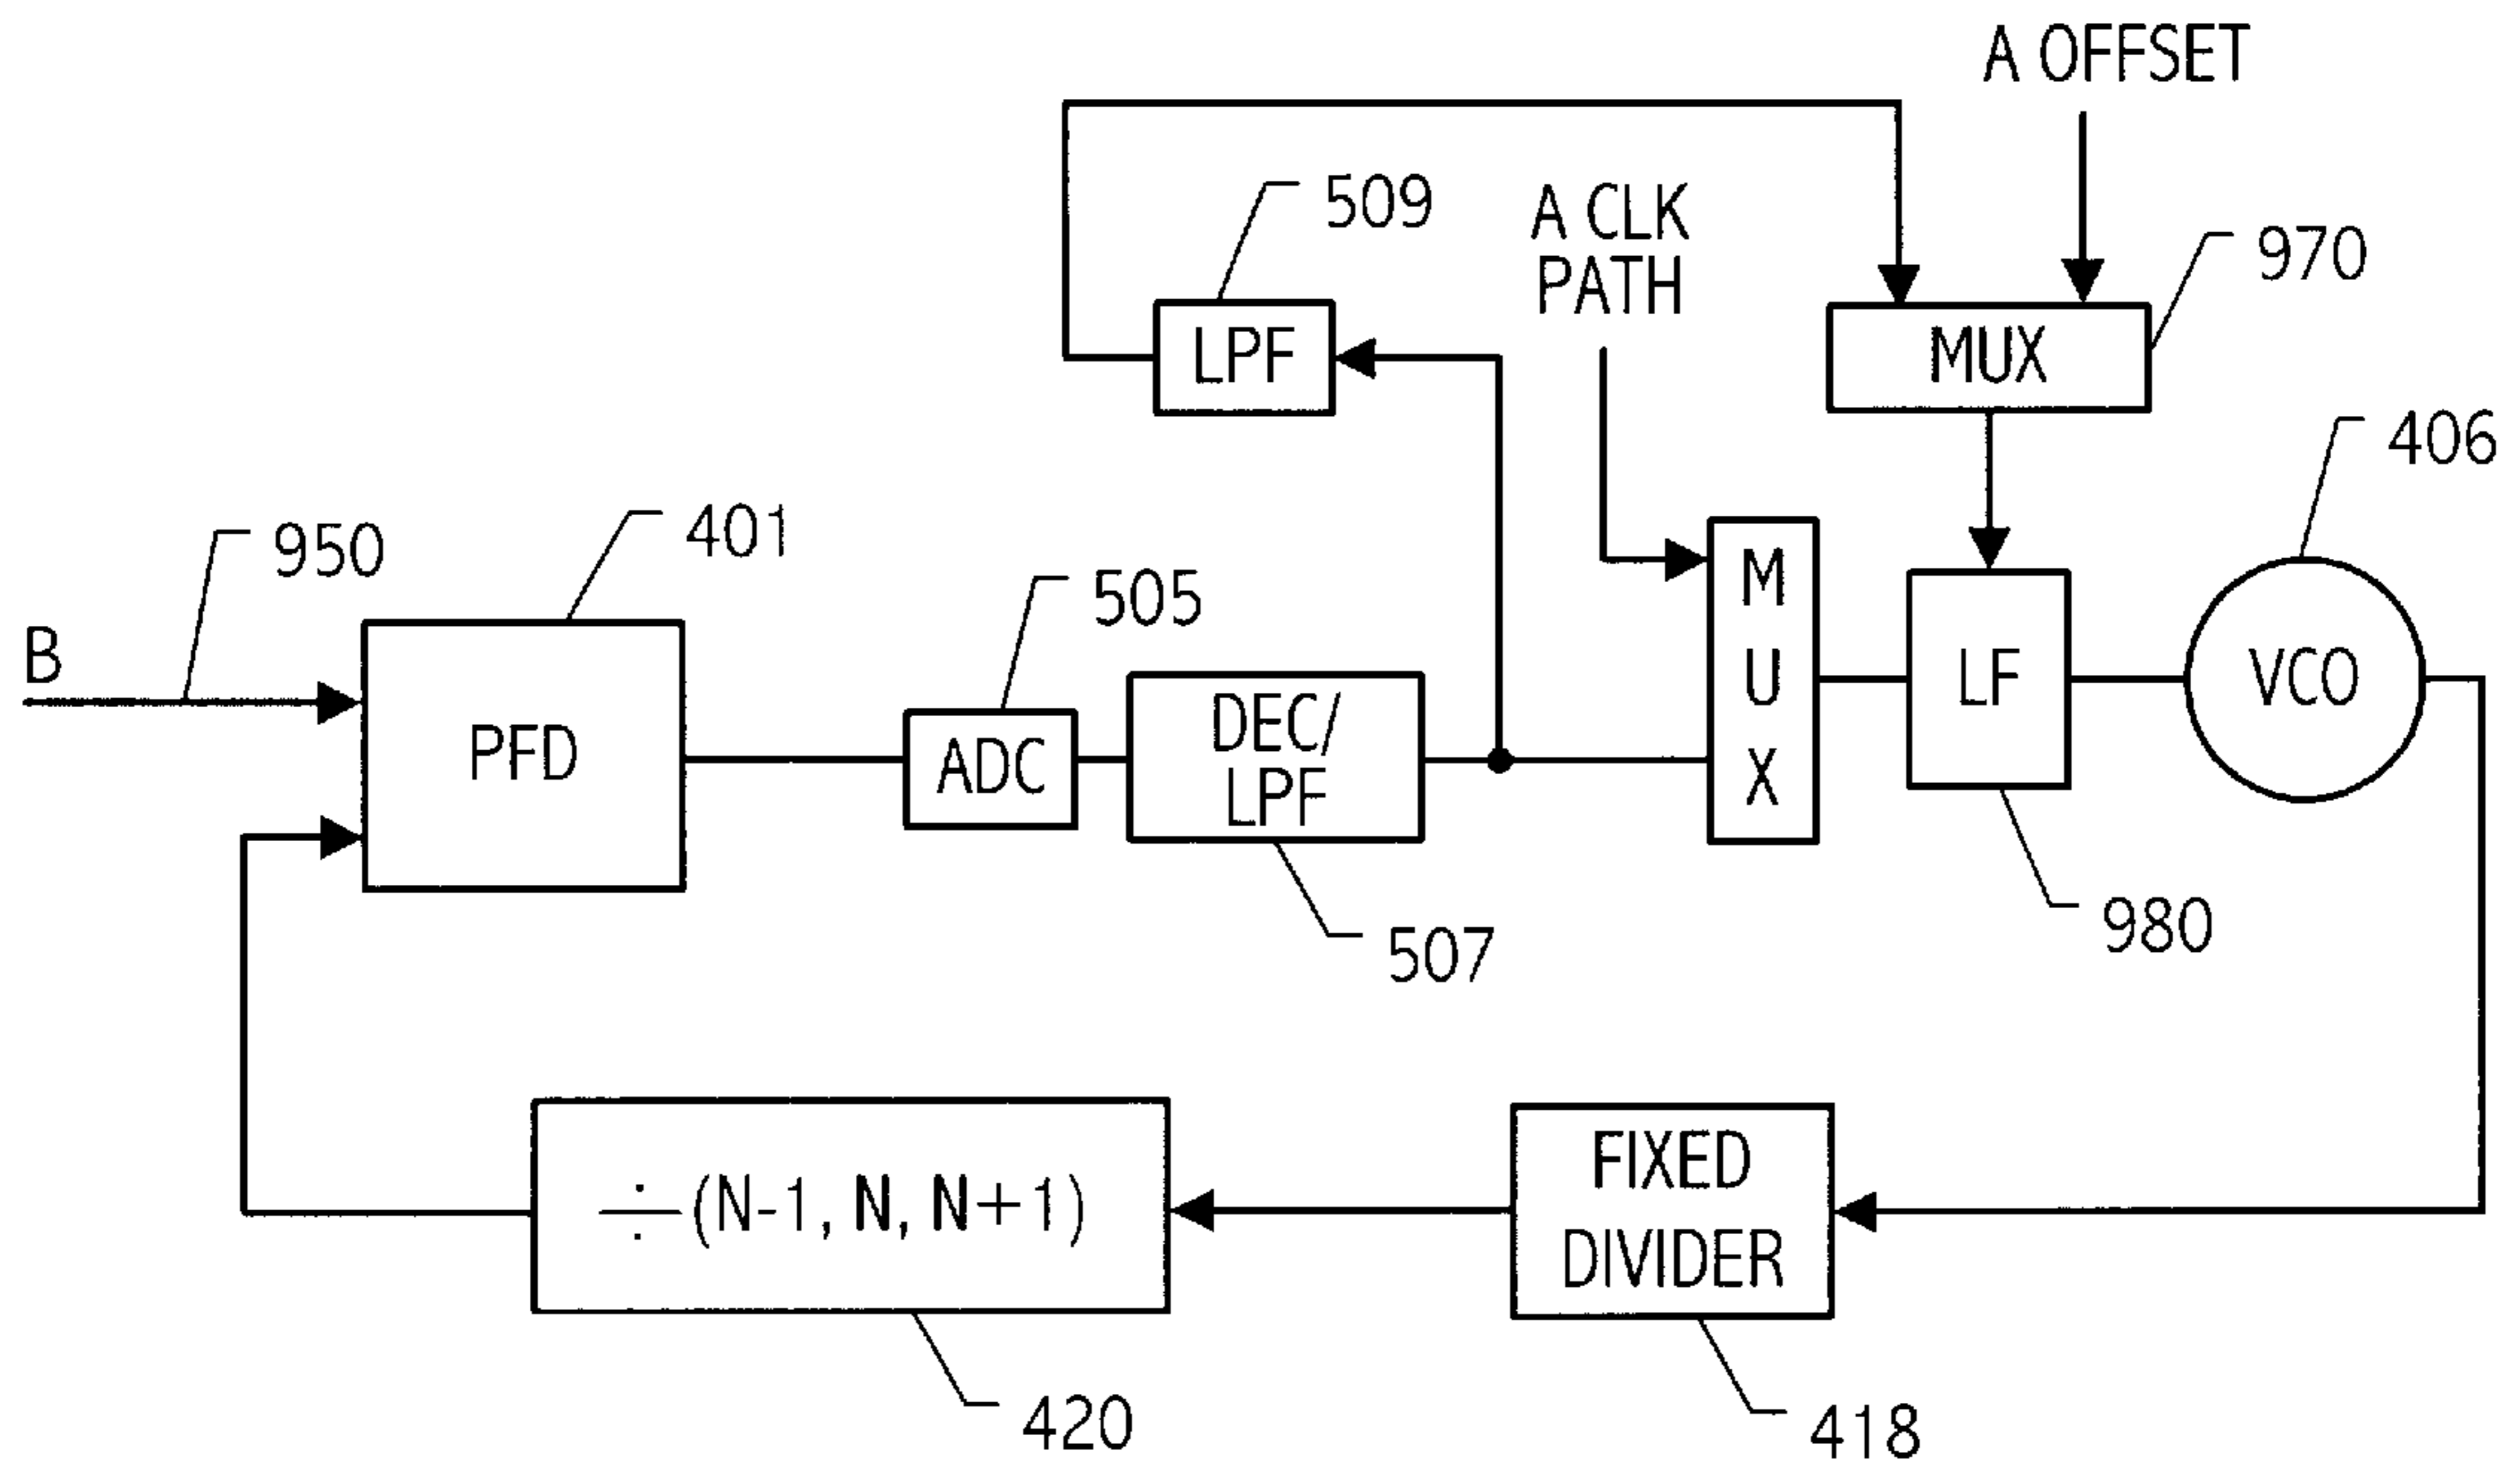 A OFFSET
509
A CLK
PATH
970
LPF
MUX
406
950
401
505
B
M
U
X
LF
VCO
PFD
ADC
DEC/
LPF
980
507
÷(N-1, N, N+1)
FIXED
DIVIDER
420
418